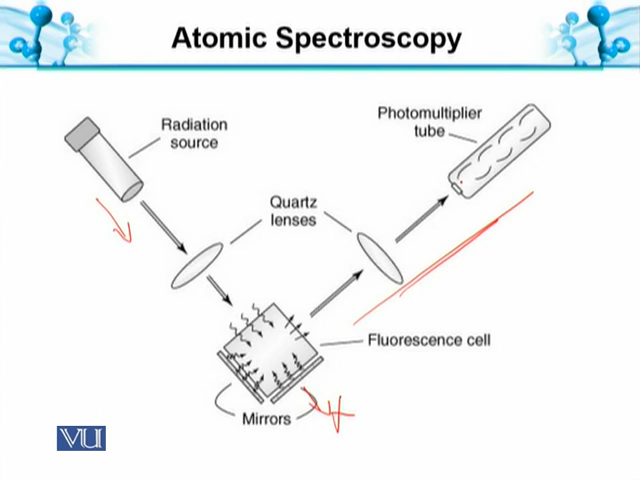 Atomic Spectroscopy
Radiation
source
Photomultiplier
tube
Quartz
lenses
Fluorescence cell
Mirrors
VU